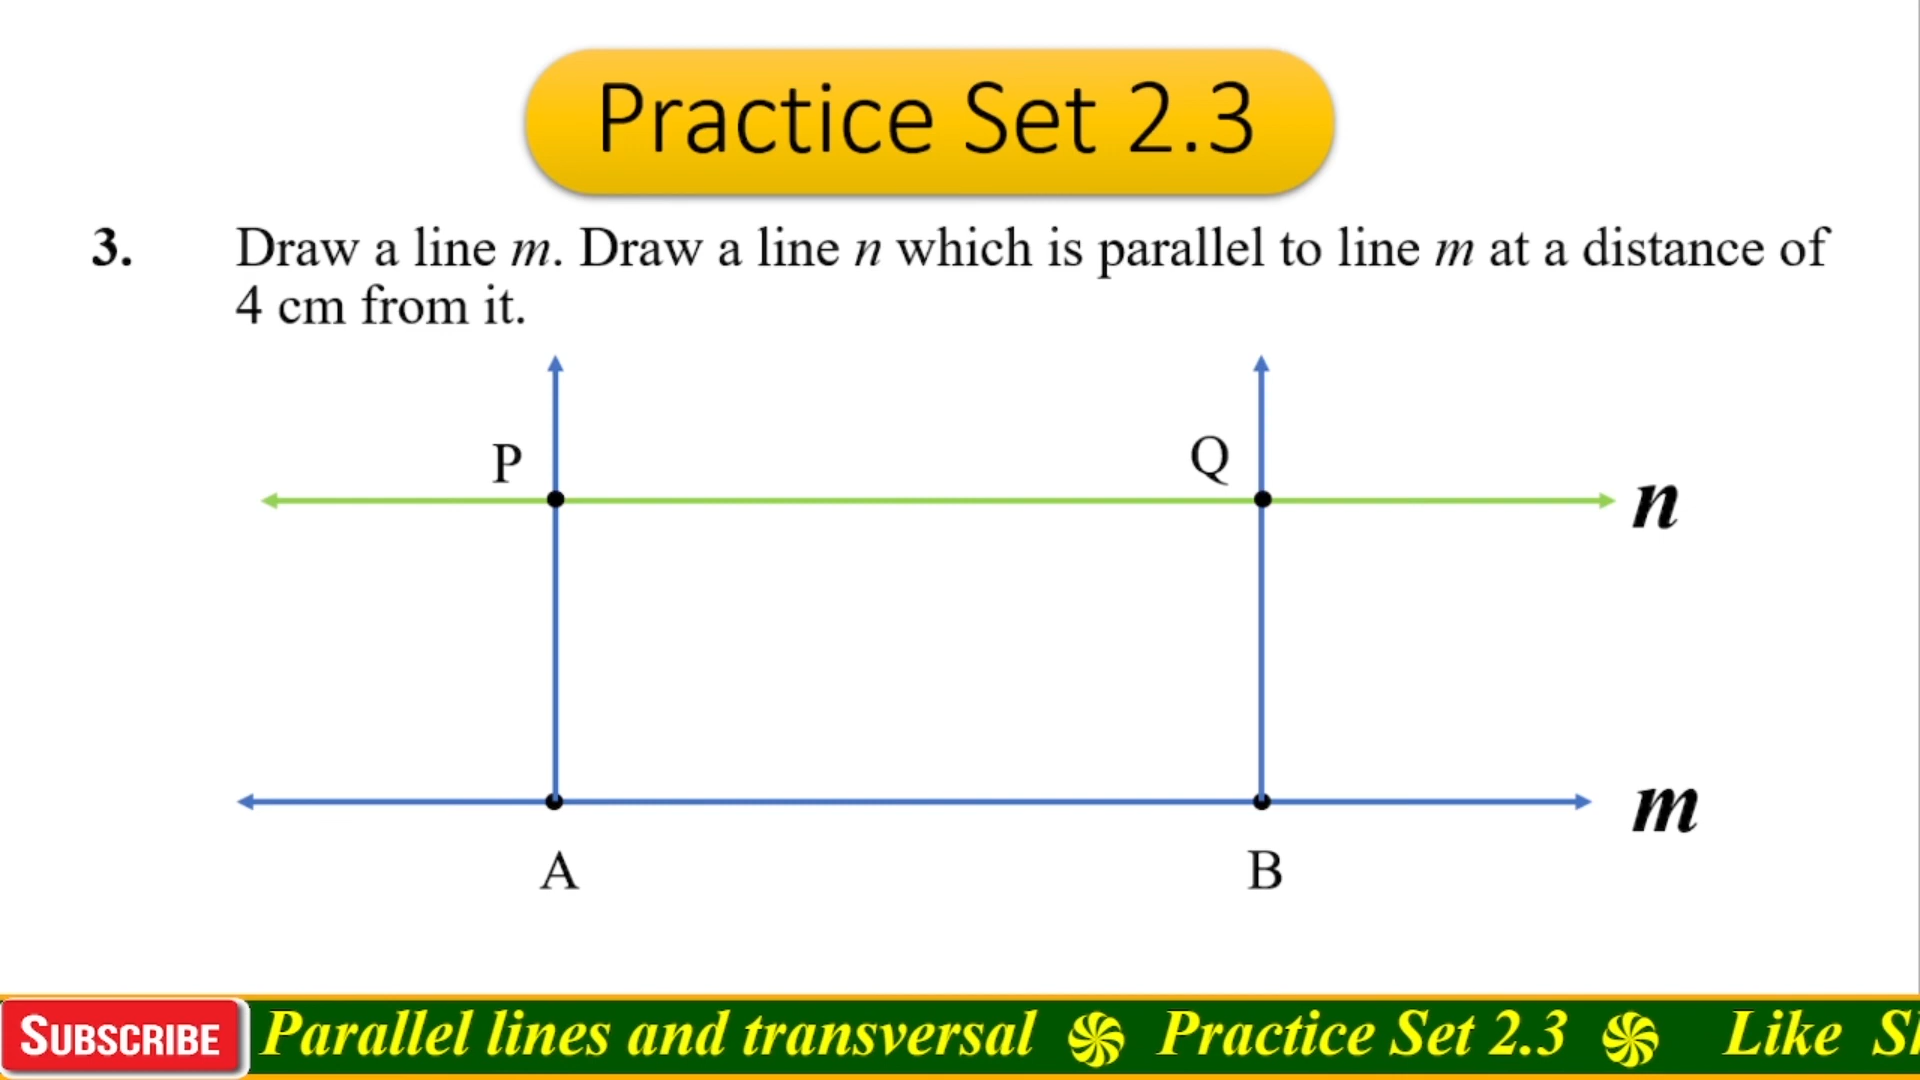 Practice Set 2.3
3. Draw a line m. Draw a line n which is parallel to line m at a distance of
4 cm from it.
P
Q
n
m
A
B
SUBSCRIBE Parallel lines and transversal Practice Set 2.3 Like